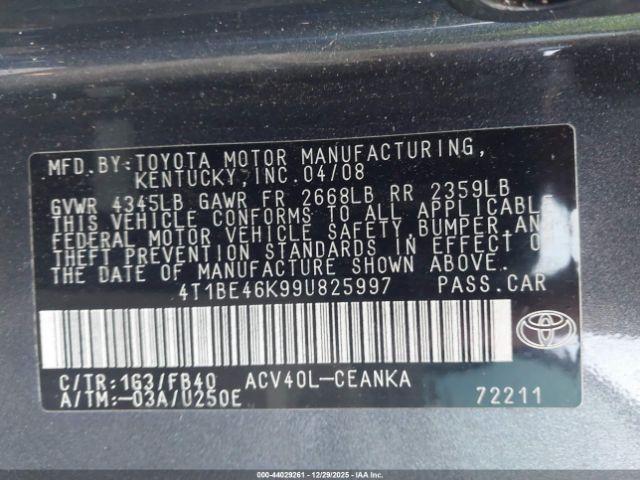 MFD.BY:TOYOTA MOTOR MANUFACTURING,
KENTUCKY,INC.04/08
GVWR 4345LB GAWR FR 2668LB RR 2359LB
THIS VEHICLE CONFORMS TO ALL APPLICABLE
FEDERAL MOTOR VEHICLE SAFETY,BUMPER,AND
THEFT PREVENTION STANDARDS IN EFFECT ON
THE DATE OF MANUFACTURE SHOWN ABOVE.
4T1BE46K99U825997 PASS.CAR
C/TR:1G3/FB40 ACV40L-CEANKA
A/TM:-03A/U250E 72211
000-44029261 - 12/29/2025 - IAAHOLDINGS